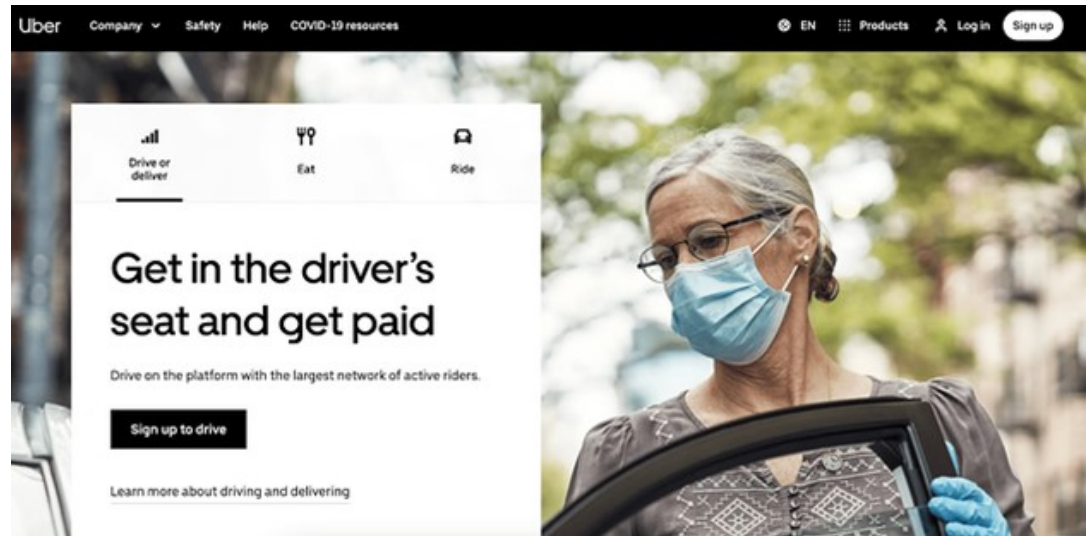 Uber Company Safety Help COVID-19 resources EN Products Log in Sign up
Drive or
deliver
Eat
Ride
Get in the driver’s
seat and get paid
Drive on the platform with the largest network of active riders.
Sign up to drive
Learn more about driving and delivering